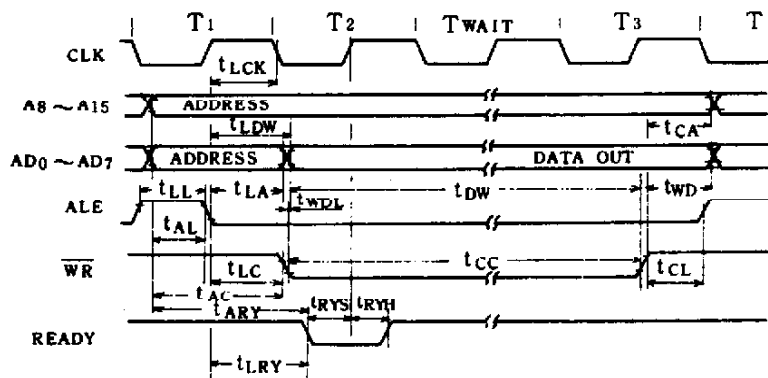 T1 T2 TWAIT T3 T
CLK
tLCK
A8 ~ A15 ADDRESS
tLDW tCA
AD0 ~ AD7 ADDRESS DATA OUT
tLL tLA tDW tWD
ALE tWDL
tAL
WR tLC tCC tCL
tAC
tARY tRYS tRYH
READY
tLRY